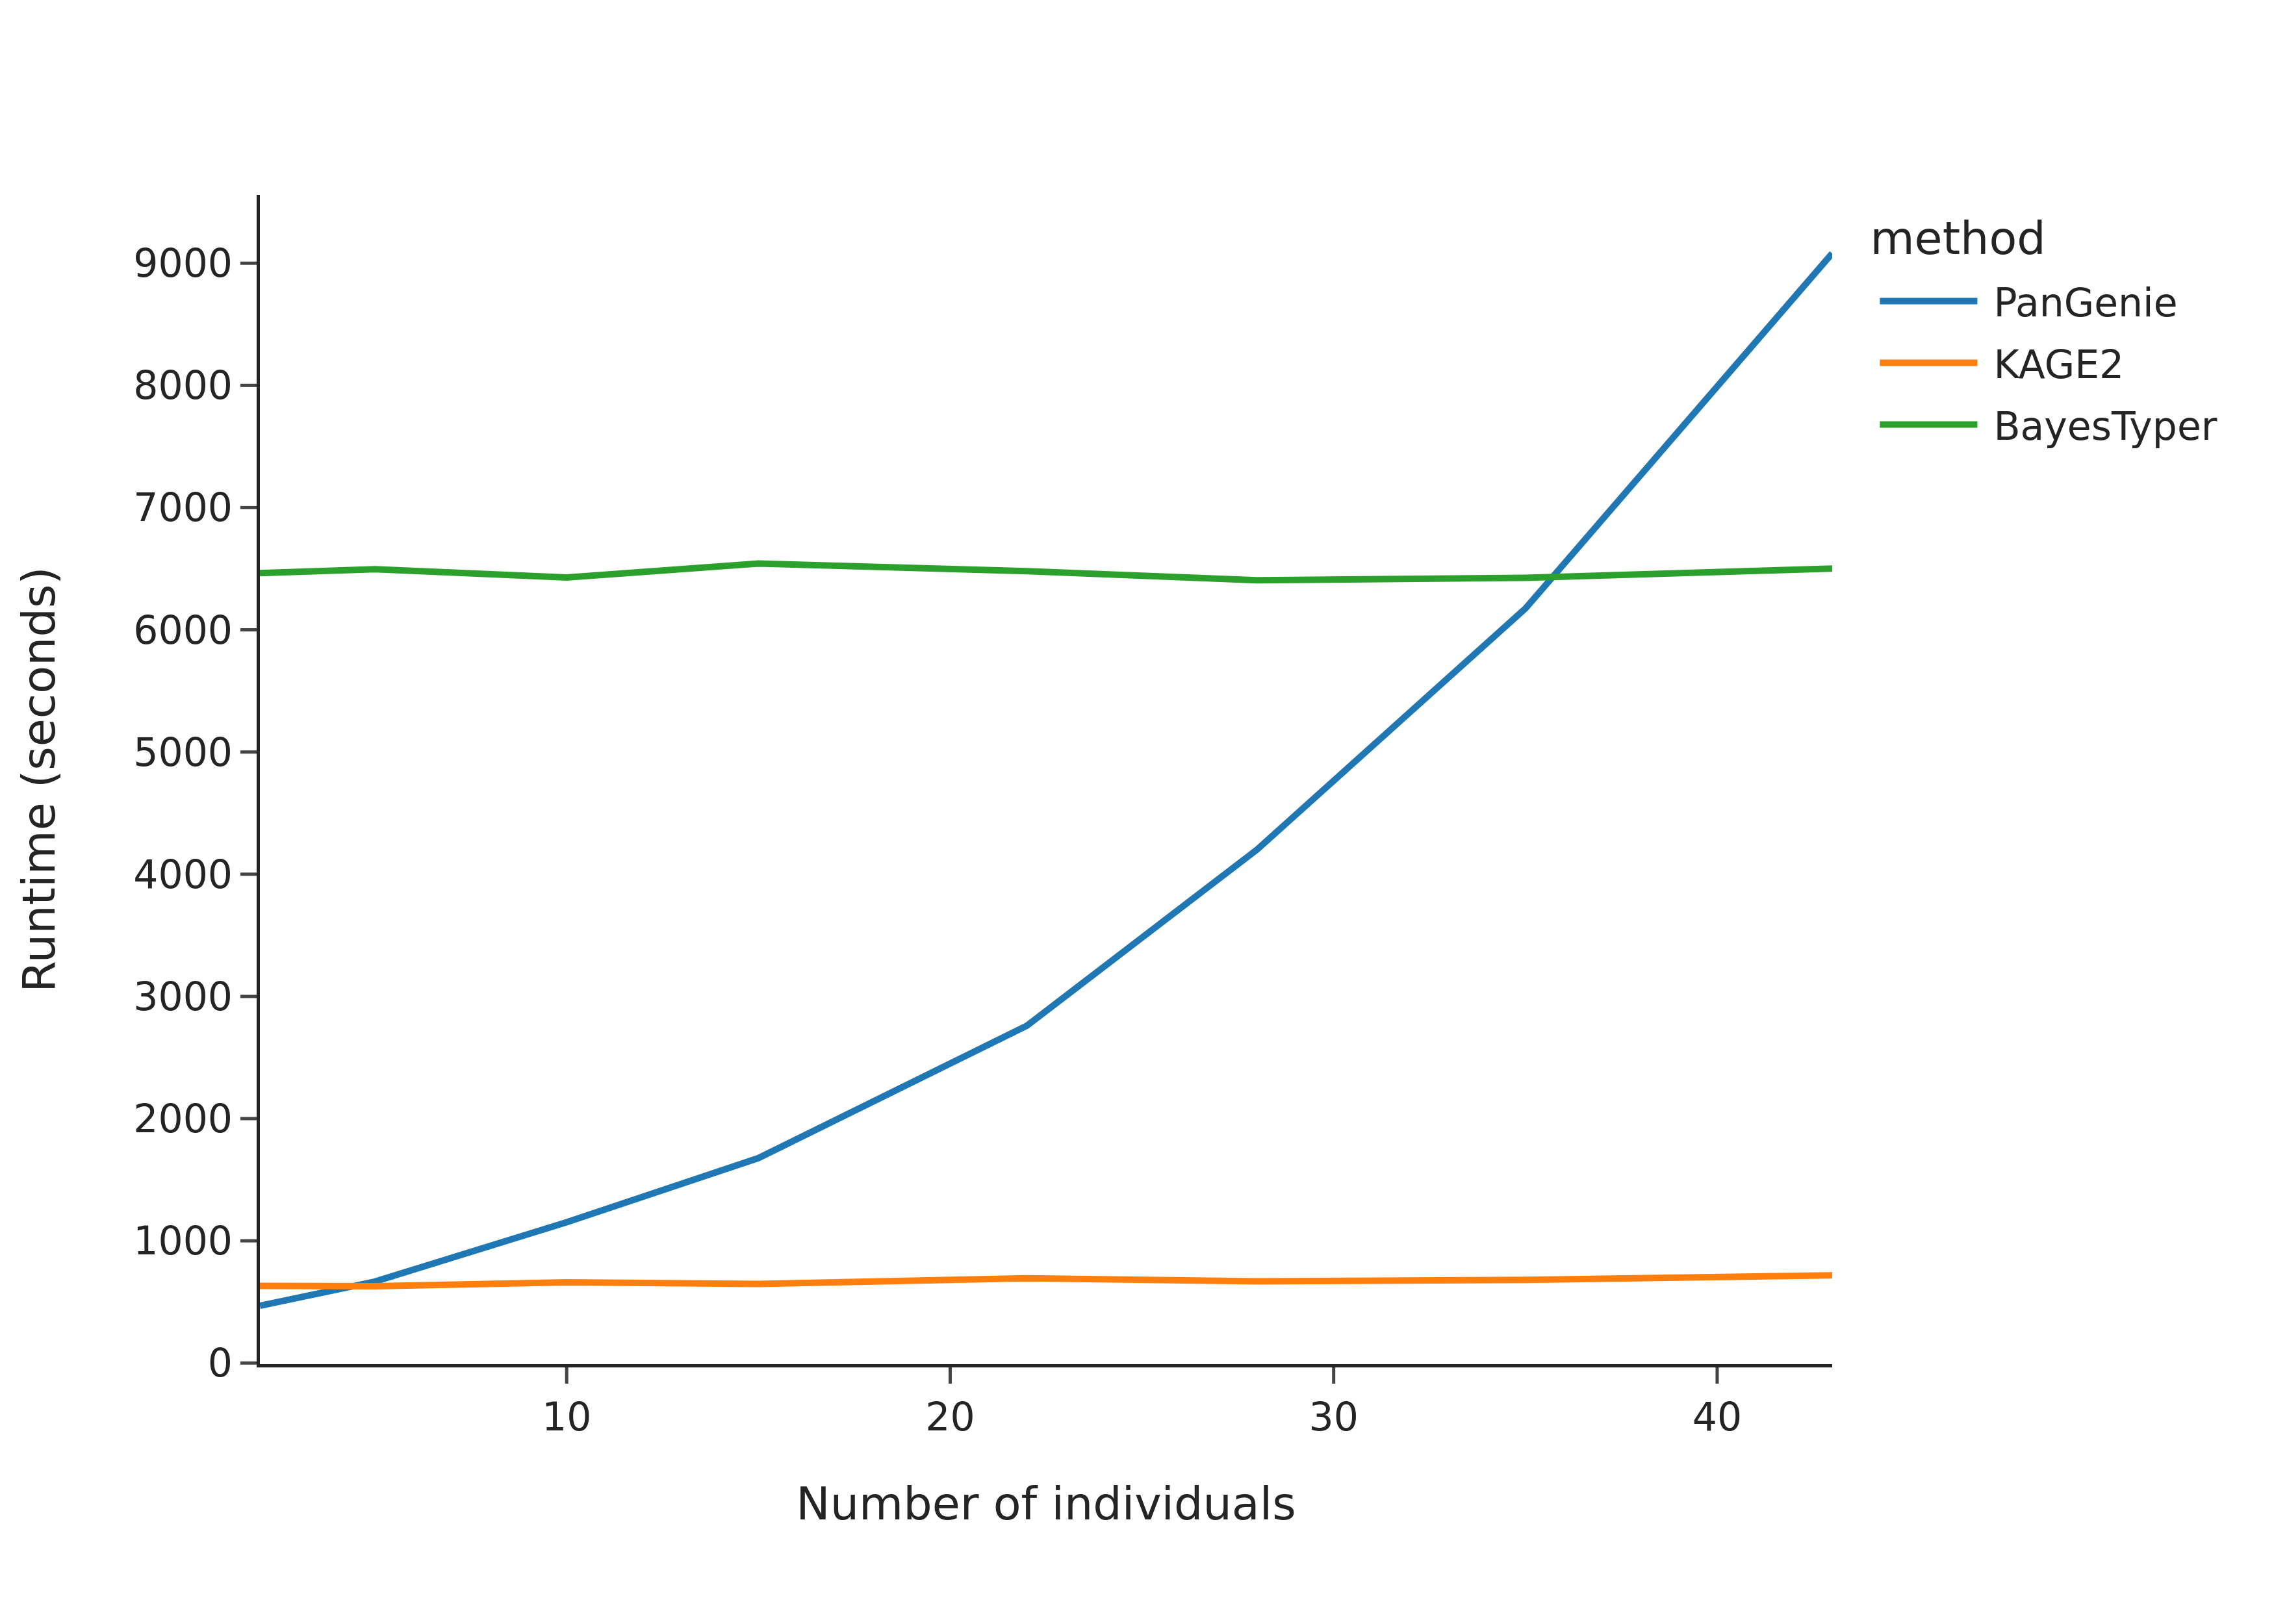 method
PanGenie
KAGE2
BayesTyper
Runtime (seconds)
9000
8000
7000
6000
5000
4000
3000
2000
1000
0
10 20 30 40
Number of individuals